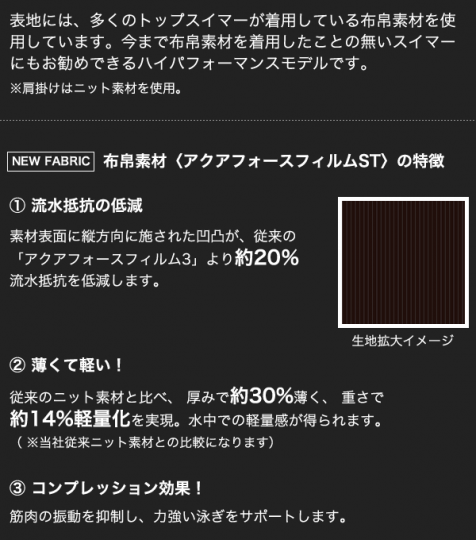 表地には、多くのトップスイマーが着用している布帛素材を使
用しています。今まで布帛素材を着用したことの無いスイマー
にもお勧めできるハイパフォーマンスモデルです。
※肩掛けはニット素材を使用。
NEW FABRIC 布帛素材〈アクアフォースフィルムST〉の特徴
① 流水抵抗の低減
素材表面に縦方向に施された凹凸が、従来の
「アクアフォースフィルム3」より約20%
流水抵抗を低減します。
生地拡大イメージ
② 薄くて軽い！
従来のニット素材と比べ、 厚みで約30%薄く、 重さで
約14%軽量化を実現。水中での軽量感が得られます。
（ ※当社従来ニット素材との比較になります）
③ コンプレッション効果！
筋肉の振動を抑制し、力強い泳ぎをサポートします。